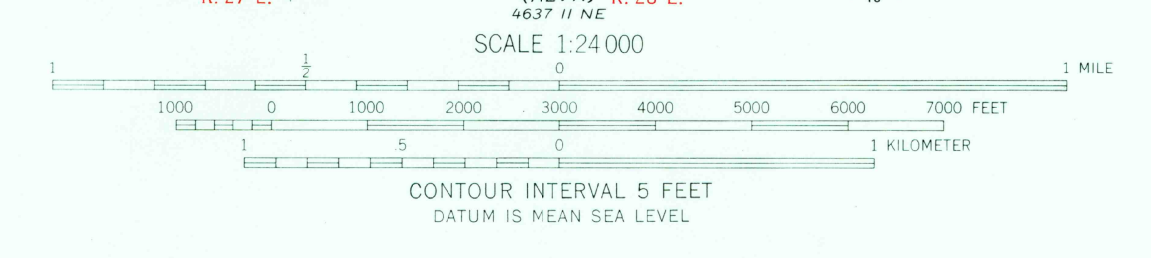 4637 II NE
SCALE 1:24 000
1 1/2 0 1 MILE
1000 0 1000 2000 3000 4000 5000 6000 7000 FEET
1 .5 0 1 KILOMETER
CONTOUR INTERVAL 5 FEET
DATUM IS MEAN SEA LEVEL